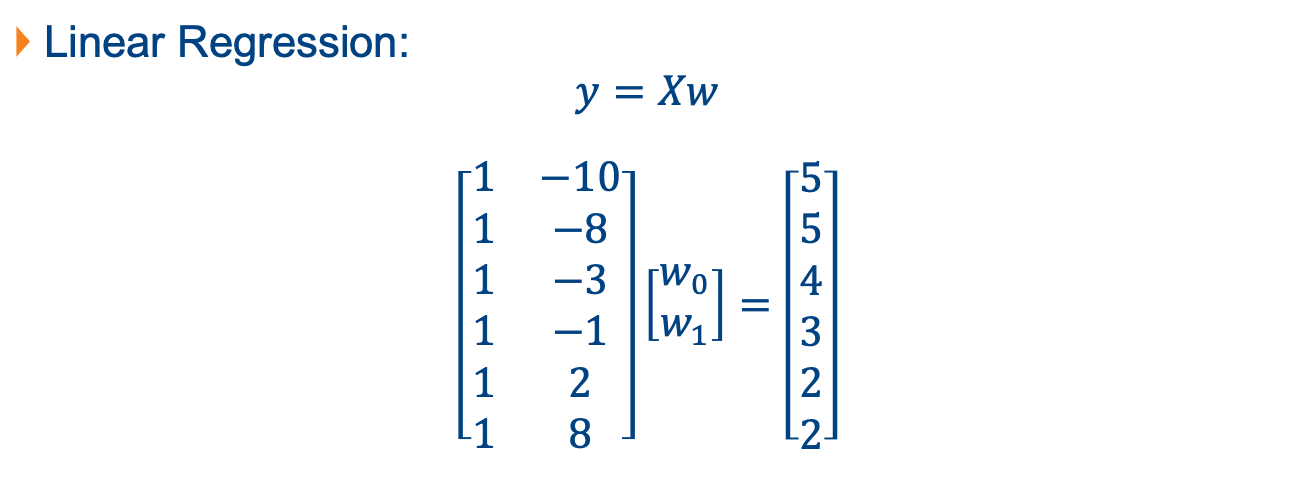 Linear Regression:
y = Xw
1 −10 5
1 −8 5
1 −3 w₀ 4
1 −1 w₁ = 3
1 2 2
1 8 2